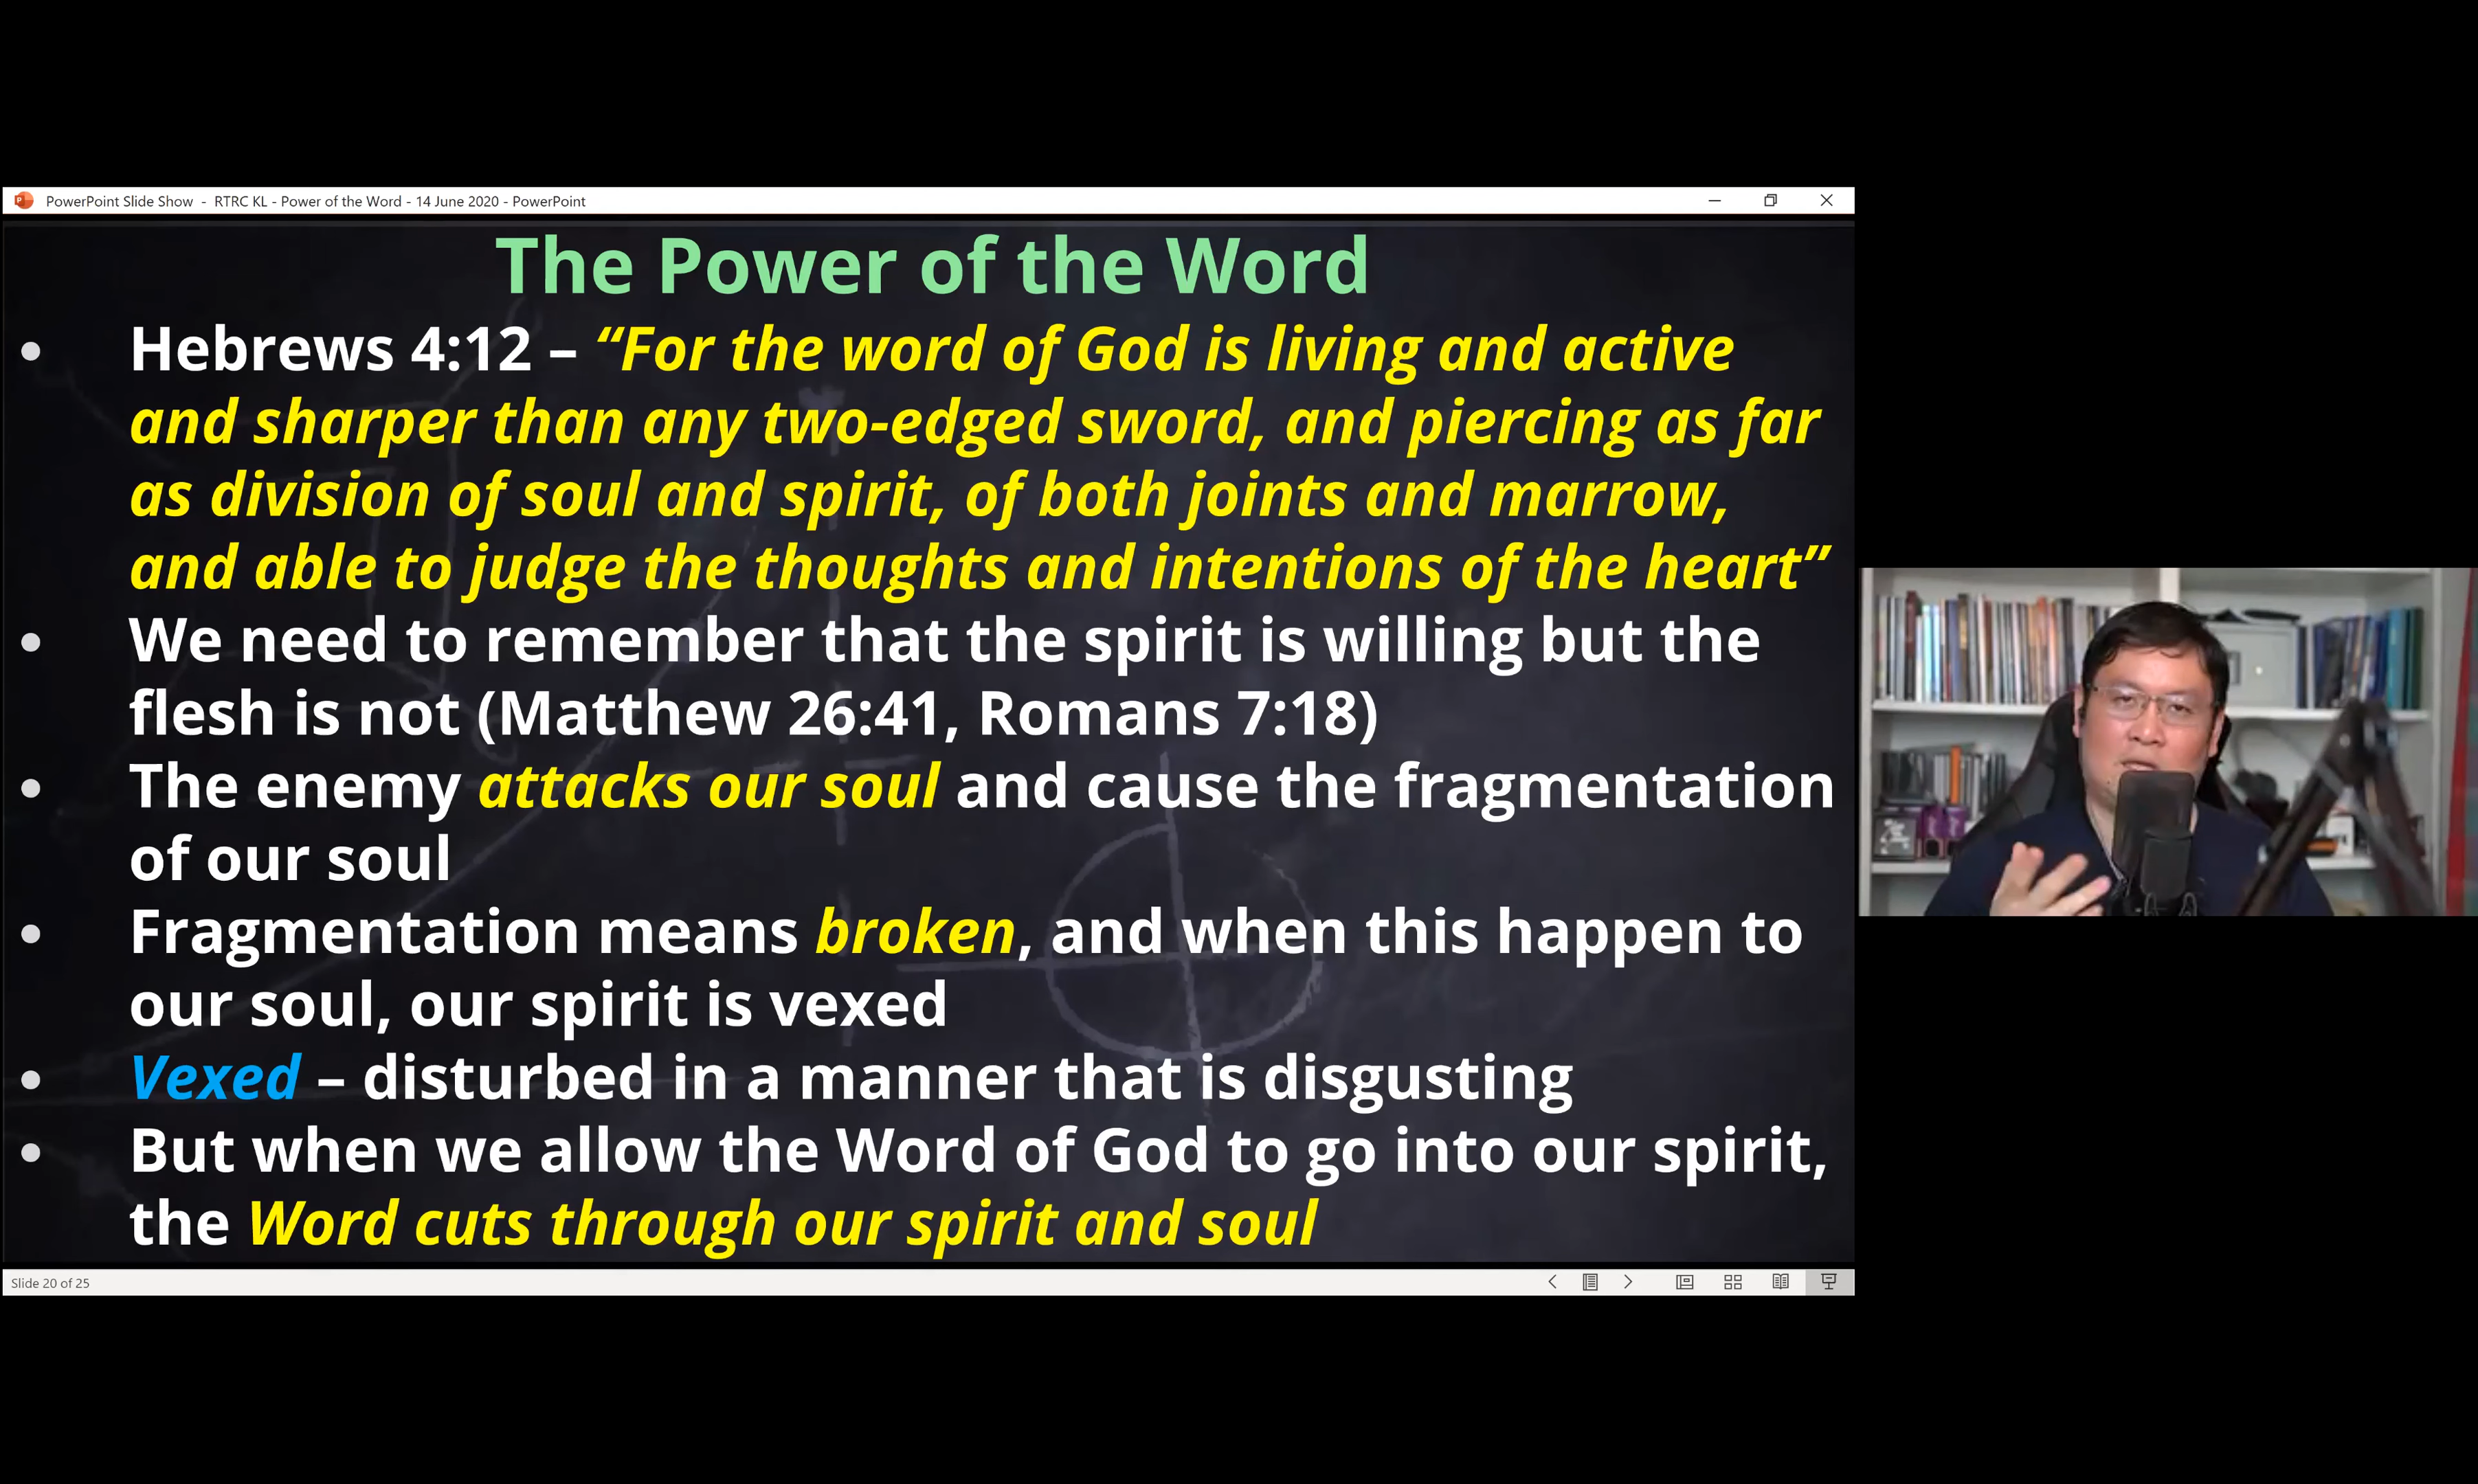 PowerPoint Slide Show - RTRC KL - Power of the Word - 14 June 2020 - PowerPoint
The Power of the Word
• Hebrews 4:12 – “For the word of God is living and active
and sharper than any two-edged sword, and piercing as far
as division of soul and spirit, of both joints and marrow,
and able to judge the thoughts and intentions of the heart”
• We need to remember that the spirit is willing but the
flesh is not (Matthew 26:41, Romans 7:18)
• The enemy attacks our soul and cause the fragmentation
of our soul
• Fragmentation means broken, and when this happen to
our soul, our spirit is vexed
• Vexed – disturbed in a manner that is disgusting
• But when we allow the Word of God to go into our spirit,
the Word cuts through our spirit and soul
Slide 20 of 25